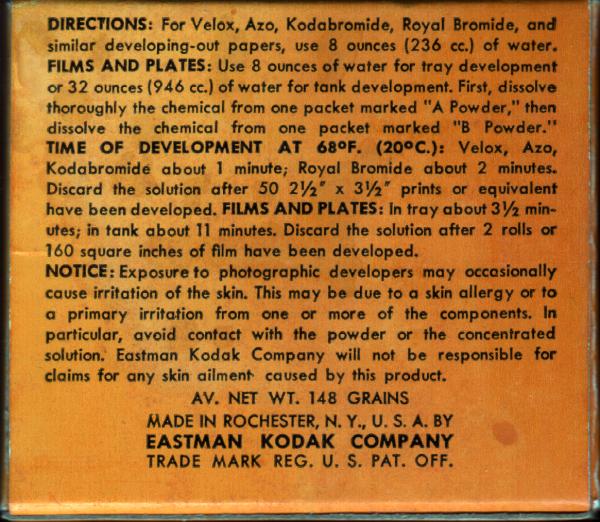 DIRECTIONS: For Velox, Azo, Kodabromide, Royal Bromide, and
similar developing-out papers, use 8 ounces (236 cc.) of water.
FILMS AND PLATES: Use 8 ounces of water for tray development
or 32 ounces (946 cc.) of water for tank development. First, dissolve
thoroughly the chemical from one packet marked "A Powder," then
dissolve the chemical from one packet marked "B Powder."
TIME OF DEVELOPMENT AT 68°F. (20°C.): Velox, Azo,
Kodabromide about 1 minute; Royal Bromide about 2 minutes.
Discard the solution after 50 2½" x 3½" prints or equivalent
have been developed. FILMS AND PLATES: In tray about 3½ min-
utes; in tank about 11 minutes. Discard the solution after 2 rolls or
160 square inches of film have been developed.
NOTICE: Exposure to photographic developers may occasionally
cause irritation of the skin. This may be due to a skin allergy or to
a primary irritation from one or more of the components. In
particular, avoid contact with the powder or the concentrated
solution. Eastman Kodak Company will not be responsible for
claims for any skin ailment caused by this product.
AV. NET WT. 148 GRAINS
MADE IN ROCHESTER, N. Y., U. S. A. BY
EASTMAN KODAK COMPANY
TRADE MARK REG. U. S. PAT. OFF.